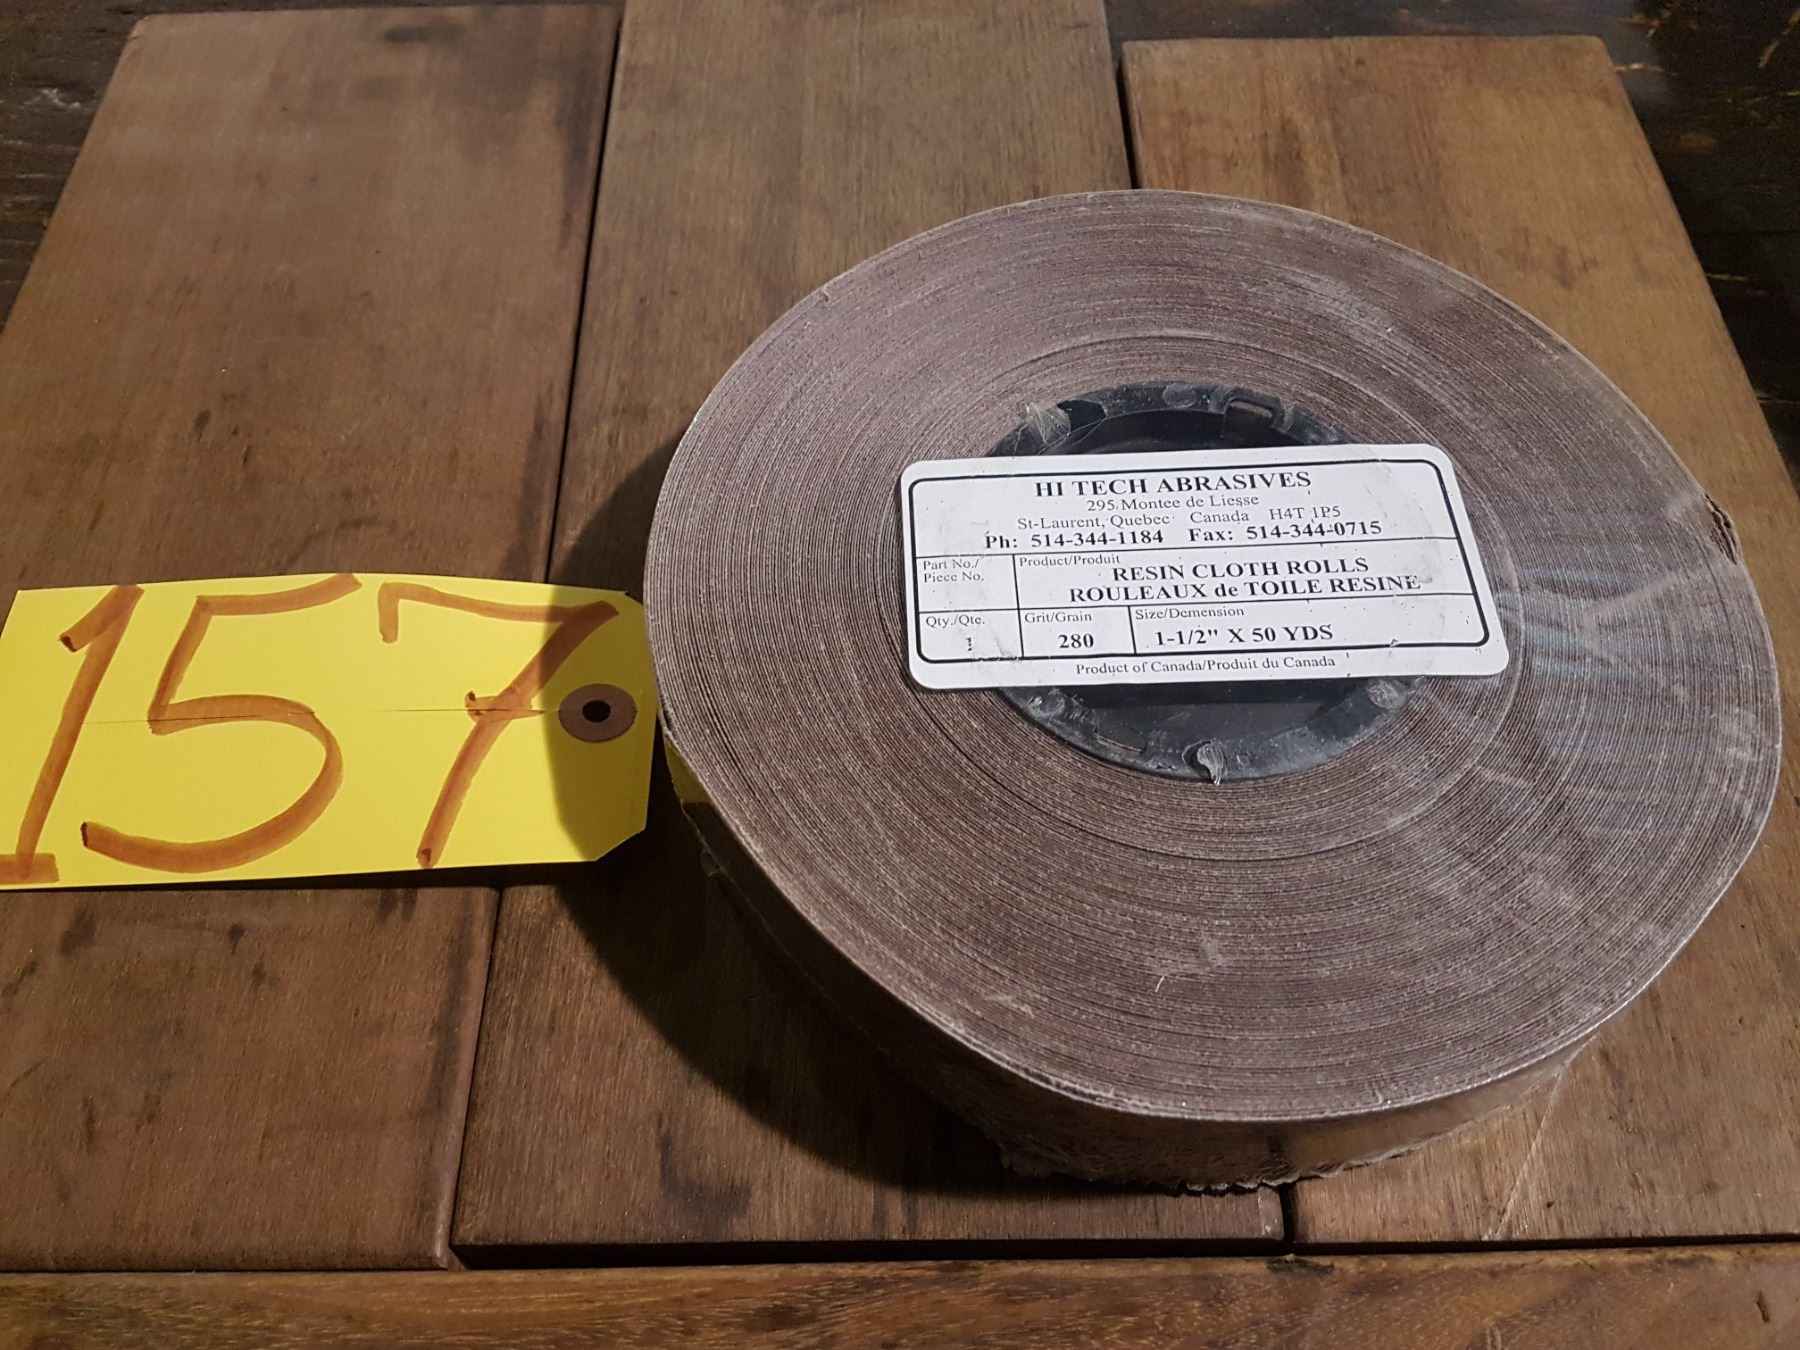 157
HI TECH ABRASIVES
295 Montee de Liesse
St-Laurent, Quebec Canada H4T 1P5
Ph: 514-344-1184 Fax: 514-344-0715
Part No./
Piece No.
Product/Produit
RESIN CLOTH ROLLS
ROULEAUX de TOILE RESINE
Qty./Qte.
1
Grit/Grain
280
Size/Demension
1-1/2" X 50 YDS
Product of Canada/Produit du Canada